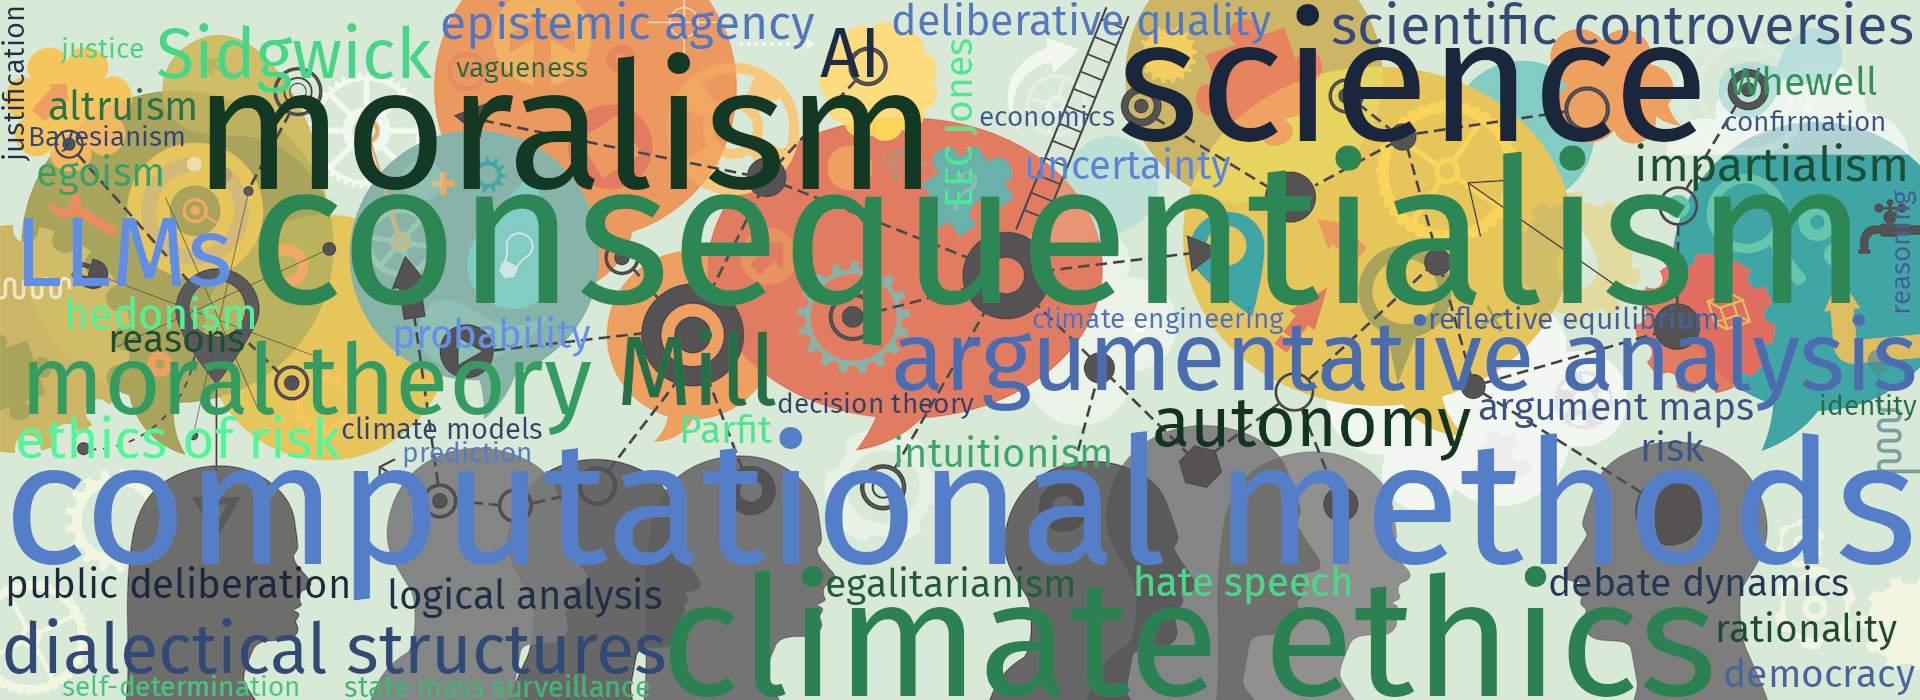 justification
justice
Sidgwick
epistemic agency
AI
deliberative quality
scientific controversies
vagueness
EEC Jones
science
Whewell
altruism
moralism
economics
confirmation
Bayesianism
egoism
uncertainty
impartialism
LLMs
consequentialism
reasoning
hedonism
reasons
probability
climate engineering
reflective equilibrium
moral theory
Mill
argumentative analysis
ethics of risk
climate models
prediction
Parfit
decision theory
autonomy
argument maps
identity
intuitionism
risk
computational methods
public deliberation
logical analysis
egalitarianism
hate speech
debate dynamics
dialectical structures
climate ethics
rationality
self-determination
state mass surveillance
democracy